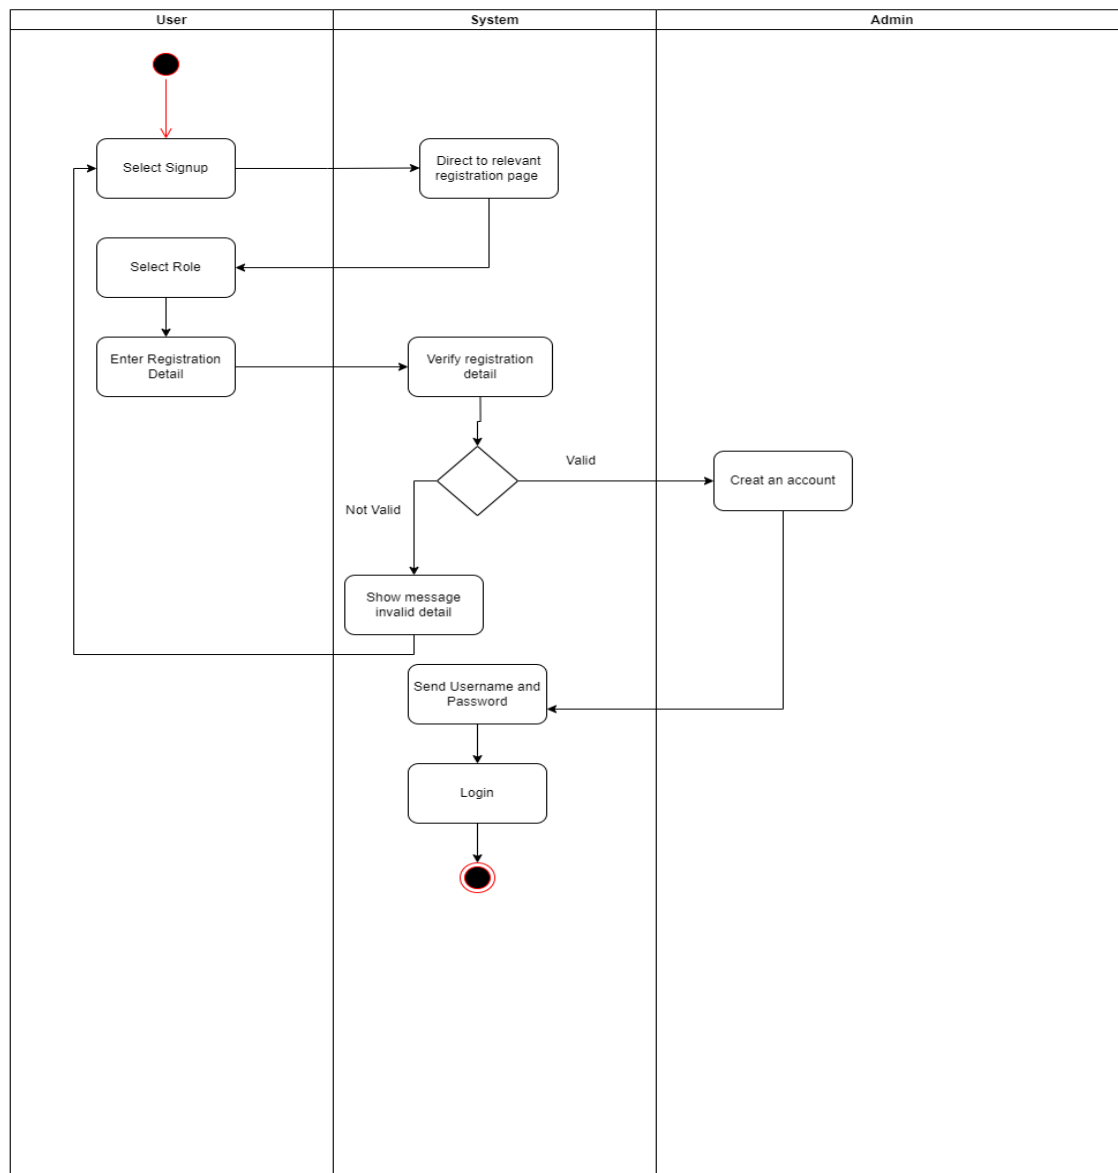 User
System
Admin
Select Signup
Direct to relevant
registration page
Select Role
Enter Registration
Detail
Verify registration
detail
Valid
Creat an account
Not Valid
Show message
invalid detail
Send Username and
Password
Login